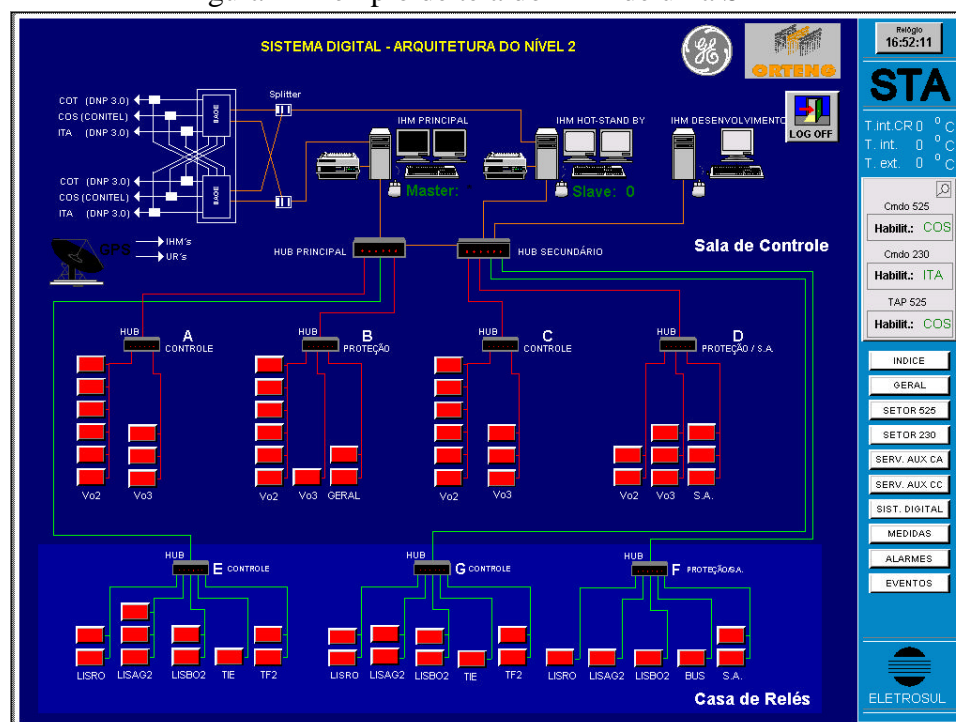 SISTEMA DIGITAL - ARQUITETURA DO NÍVEL 2
ORTENG
Relógio
16:52:11
STA
T.int.CR 0 °C
T. int. 0 °C
T. ext. 0 °C
COT (DNP 3.0)
COS (CONITEL)
ITA (DNP 3.0)
COT (DNP 3.0)
COS (CONITEL)
ITA (DNP 3.0)
Splitter
IHM PRINCIPAL
IHM HOT-STAND BY
IHM DESENVOLVIMENTO
LOG OFF
Master:
Slave: 0
GPS
IHM's
UR's
HUB PRINCIPAL
HUB SECUNDÁRIO
Sala de Controle
Cmdo 525
Habilit.: COS
Cmdo 230
Habilit.: ITA
TAP 525
Habilit.: COS
HUB A CONTROLE
HUB B PROTEÇÃO
HUB C CONTROLE
HUB D PROTEÇÃO / S.A.
Vo2 Vo3
Vo2 Vo3 GERAL
Vo2 Vo3
Vo2 Vo3 S.A.
INDICE
GERAL
SETOR 525
SETOR 230
SERV. AUX CA
SERV. AUX CC
SIST. DIGITAL
MEDIDAS
ALARMES
EVENTOS
HUB E CONTROLE
HUB G CONTROLE
HUB F PROTEÇÃO/S.A.
LISRO LISAG2 LISBO2 TIE TF2
LISRO LISAG2 LISBO2 TIE TF2
LISRO LISAG2 LISBO2 BUS S.A.
Casa de Relés
ELETROSUL